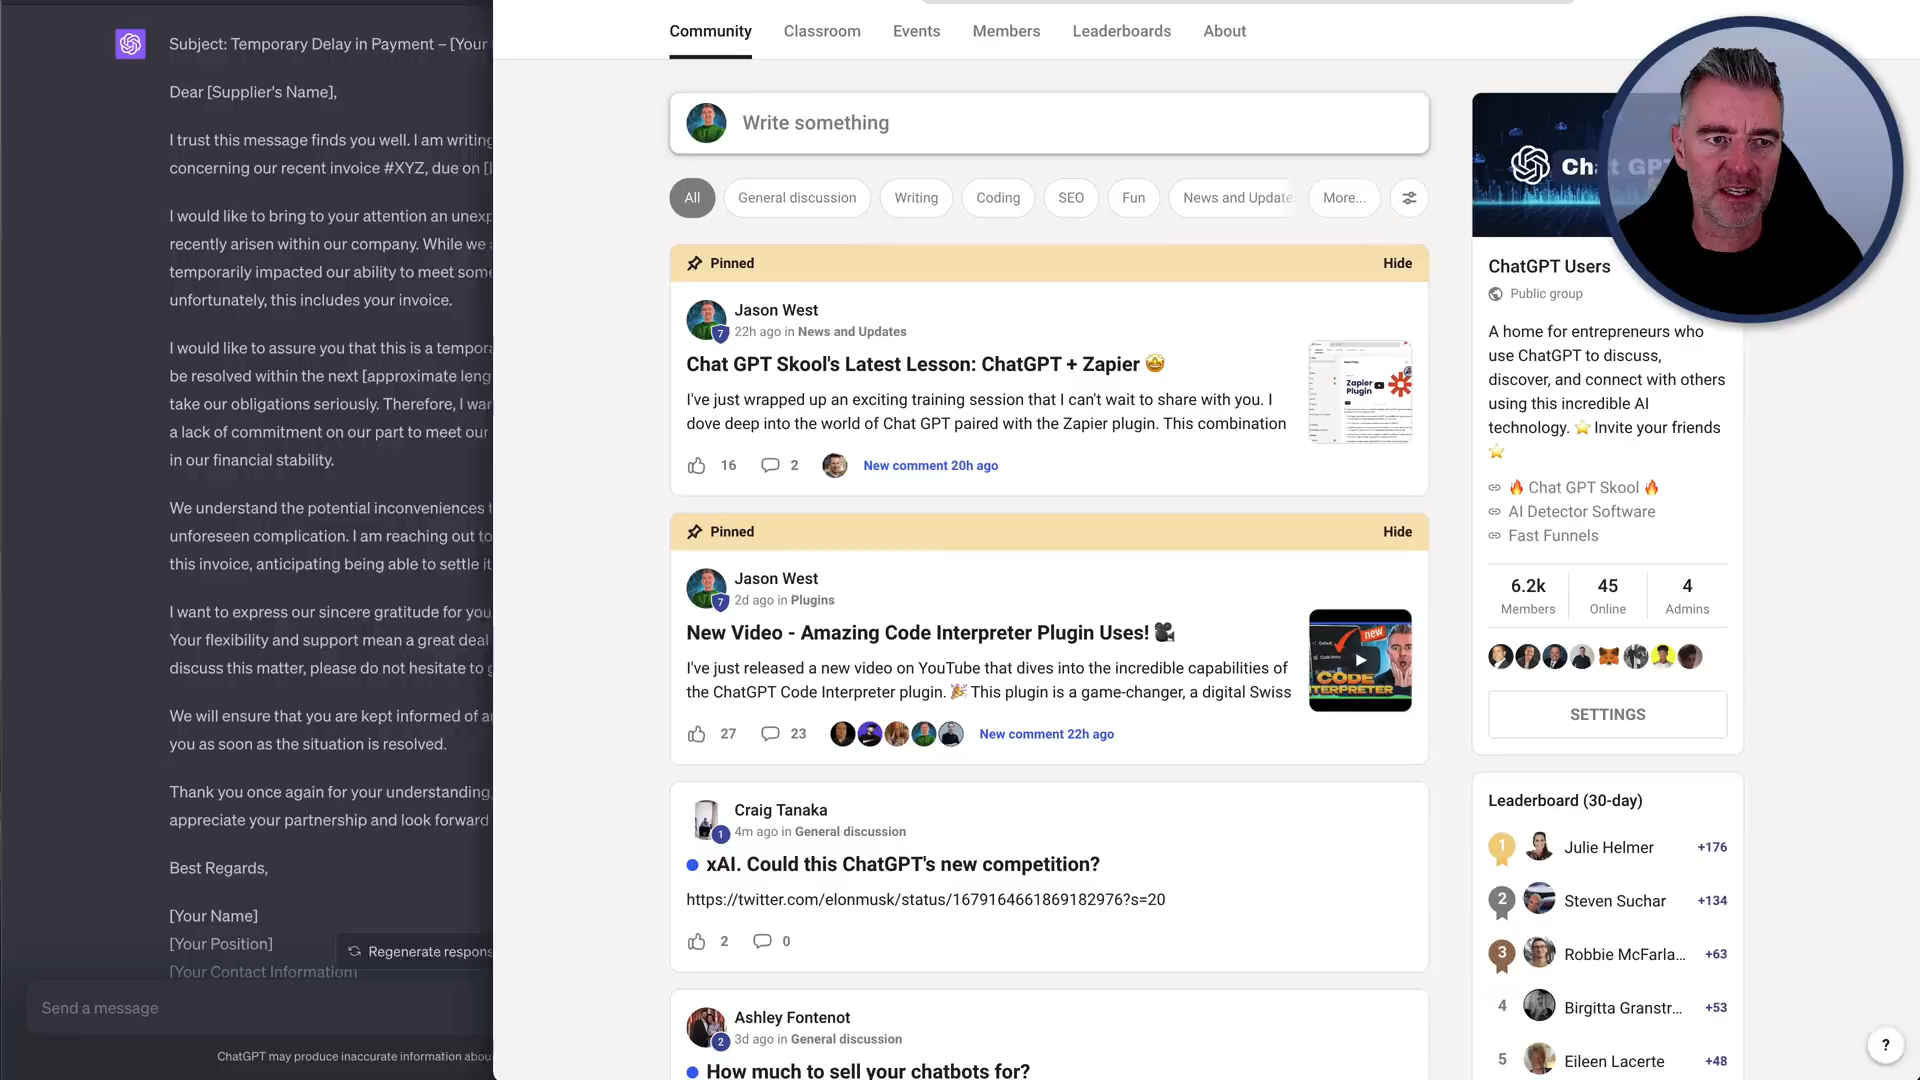 Subject: Temporary Delay in Payment – [Your
Dear [Supplier's Name],
I trust this message finds you well. I am writing
concerning our recent invoice #XYZ, due on [
I would like to bring to your attention an
recently arisen within our company. While we
temporarily impacted our ability to meet
unfortunately, this includes your invoice.
I would like to assure you that this is a
be resolved within the next [approximate
take our obligations seriously. Therefore, I
a lack of commitment on our part to meet our
in our financial stability.
We understand the potential inconveniences
unforeseen complication. I am reaching out to
this invoice, anticipating being able to settle it
I want to express our sincere gratitude for
Your flexibility and support mean a great deal
discuss this matter, please do not hesitate to
We will ensure that you are kept informed of
you as soon as the situation is resolved.
Thank you once again for your understanding,
appreciate your partnership and look forward
Best Regards,
[Your Name]
[Your Position]
[Your Contact Information]
Regenerate respons
Send a message
ChatGPT may produce inaccurate information
Community Classroom Events Members Leaderboards About
Write something
All General discussion Writing Coding SEO Fun News and Update More...
Pinned Hide
Jason West
7 22h ago in News and Updates
Chat GPT Skool's Latest Lesson: ChatGPT + Zapier 🤩
I've just wrapped up an exciting training session that I can't wait to share with you. I
dove deep into the world of Chat GPT paired with the Zapier plugin. This combination
Zapier
Plugin
16 2 New comment 20h ago
Pinned Hide
Jason West
7 2d ago in Plugins
New Video - Amazing Code Interpreter Plugin Uses! 🎥
I've just released a new video on YouTube that dives into the incredible capabilities of
the ChatGPT Code Interpreter plugin. 🎉 This plugin is a game-changer, a digital Swiss
new
CODE
NTERPRETER
27 23 New comment 22h ago
Craig Tanaka
1 4m ago in General discussion
xAI. Could this ChatGPT's new competition?
https://twitter.com/elonmusk/status/1679164661869182976?s=20
2 0
Ashley Fontenot
2 3d ago in General discussion
How much to sell your chatbots for?
Chat GPT
ChatGPT Users
Public group
A home for entrepreneurs who
use ChatGPT to discuss,
discover, and connect with others
using this incredible AI
technology. ⭐ Invite your friends
⭐
🔥 Chat GPT Skool 🔥
AI Detector Software
Fast Funnels
6.2k 45 4
Members Online Admins
SETTINGS
Leaderboard (30-day)
1 Julie Helmer +176
2 Steven Suchar +134
3 Robbie McFarla... +63
4 Birgitta Granstr... +53
5 Eileen Lacerte +48
?